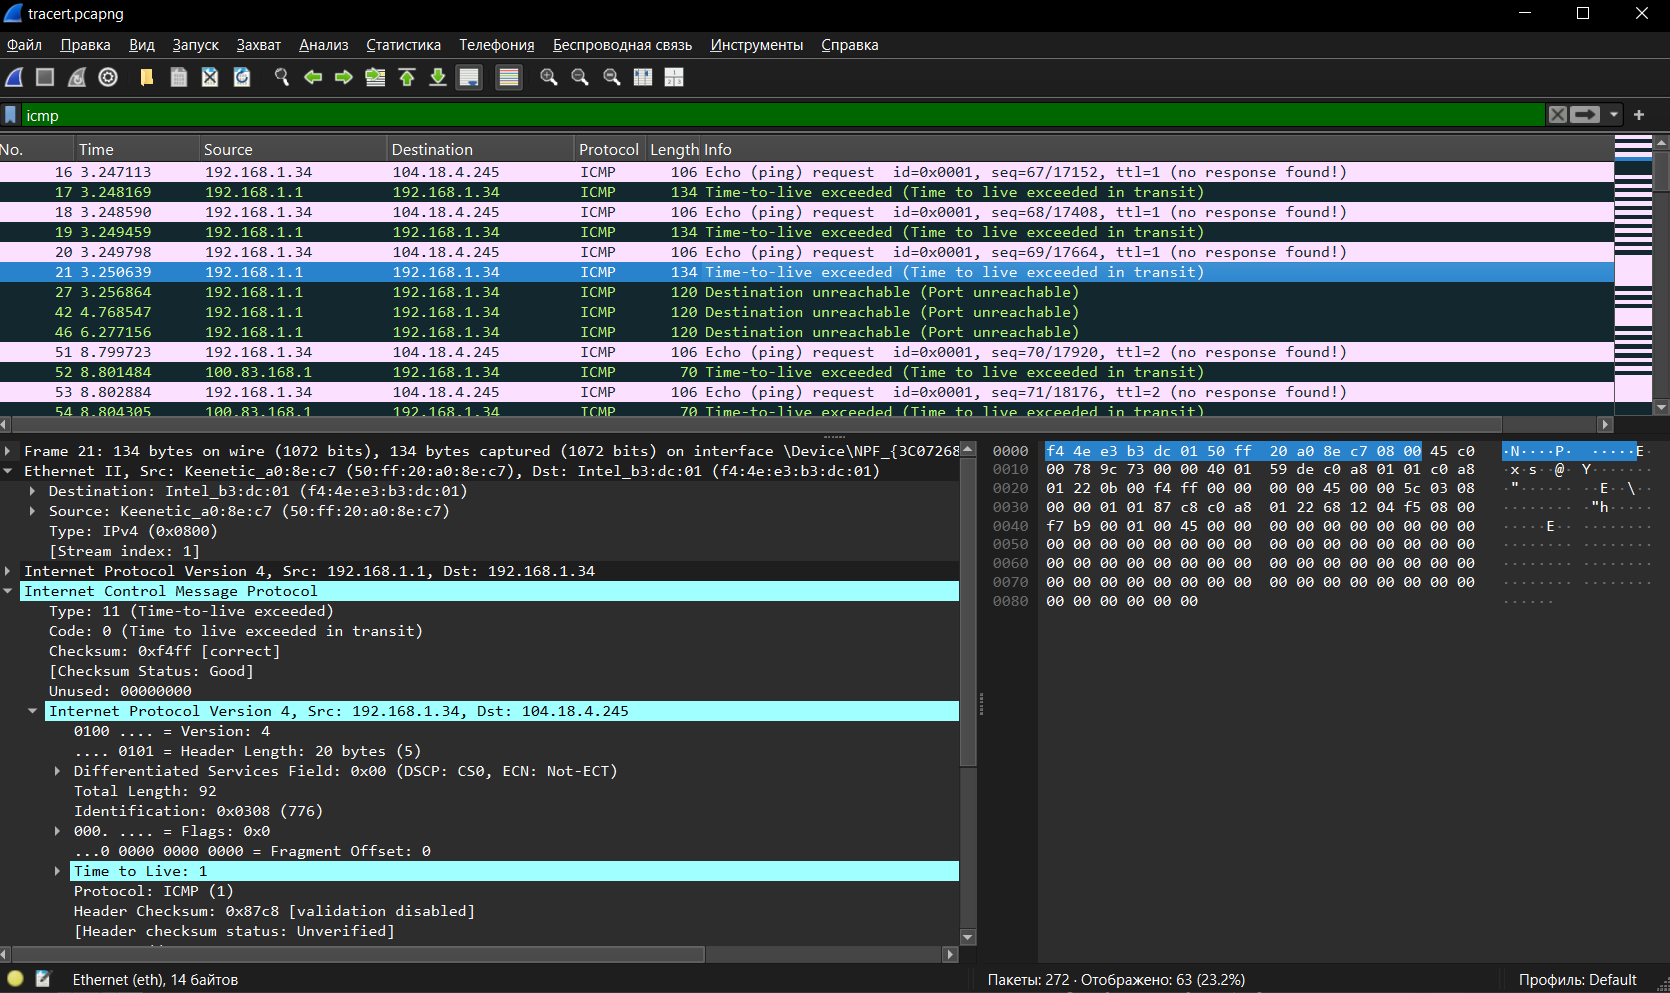 tracert.pcapng
Файл Правка Вид Запуск Захват Анализ Статистика Телефония Беспроводная связь Инструменты Справка
icmp
No. Time Source Destination Protocol Length Info
16 3.247113 192.168.1.34 104.18.4.245 ICMP 106 Echo (ping) request id=0x0001, seq=67/17152, ttl=1 (no response found!)
17 3.248169 192.168.1.1 192.168.1.34 ICMP 134 Time-to-live exceeded (Time to live exceeded in transit)
18 3.248590 192.168.1.34 104.18.4.245 ICMP 106 Echo (ping) request id=0x0001, seq=68/17408, ttl=1 (no response found!)
19 3.249459 192.168.1.1 192.168.1.34 ICMP 134 Time-to-live exceeded (Time to live exceeded in transit)
20 3.249798 192.168.1.34 104.18.4.245 ICMP 106 Echo (ping) request id=0x0001, seq=69/17664, ttl=1 (no response found!)
21 3.250639 192.168.1.1 192.168.1.34 ICMP 134 Time-to-live exceeded (Time to live exceeded in transit)
27 3.256864 192.168.1.1 192.168.1.34 ICMP 120 Destination unreachable (Port unreachable)
42 4.768547 192.168.1.1 192.168.1.34 ICMP 120 Destination unreachable (Port unreachable)
46 6.277156 192.168.1.1 192.168.1.34 ICMP 120 Destination unreachable (Port unreachable)
51 8.799723 192.168.1.34 104.18.4.245 ICMP 106 Echo (ping) request id=0x0001, seq=70/17920, ttl=2 (no response found!)
52 8.801484 100.83.168.1 192.168.1.34 ICMP 70 Time-to-live exceeded (Time to live exceeded in transit)
53 8.802884 192.168.1.34 104.18.4.245 ICMP 106 Echo (ping) request id=0x0001, seq=71/18176, ttl=2 (no response found!)
54 8.804305 100.83.168.1 192.168.1.34 ICMP 70 Time-to-live exceeded (Time to live exceeded in transit)
Frame 21: 134 bytes on wire (1072 bits), 134 bytes captured (1072 bits) on interface \Device\NPF_{3C07268
Ethernet II, Src: Keenetic_a0:8e:c7 (50:ff:20:a0:8e:c7), Dst: Intel_b3:dc:01 (f4:4e:e3:b3:dc:01)
Destination: Intel_b3:dc:01 (f4:4e:e3:b3:dc:01)
Source: Keenetic_a0:8e:c7 (50:ff:20:a0:8e:c7)
Type: IPv4 (0x0800)
[Stream index: 1]
Internet Protocol Version 4, Src: 192.168.1.1, Dst: 192.168.1.34
Internet Control Message Protocol
Type: 11 (Time-to-live exceeded)
Code: 0 (Time to live exceeded in transit)
Checksum: 0xf4ff [correct]
[Checksum Status: Good]
Unused: 00000000
Internet Protocol Version 4, Src: 192.168.1.34, Dst: 104.18.4.245
0100 .... = Version: 4
.... 0101 = Header Length: 20 bytes (5)
Differentiated Services Field: 0x00 (DSCP: CS0, ECN: Not-ECT)
Total Length: 92
Identification: 0x0308 (776)
000. .... = Flags: 0x0
...0 0000 0000 0000 = Fragment Offset: 0
Time to Live: 1
Protocol: ICMP (1)
Header Checksum: 0x87c8 [validation disabled]
[Header checksum status: Unverified]
0000 f4 4e e3 b3 dc 01 50 ff 20 a0 8e c7 08 00 45 c0 ·N····P· ·····E·
0010 00 78 9c 73 00 00 40 01 59 de c0 a8 01 01 c0 a8 ·x·s··@· Y·······
0020 01 22 0b 00 f4 ff 00 00 00 00 45 00 00 5c 03 08 ·"······ ··E··\··
0030 00 00 01 01 87 c8 c0 a8 01 22 68 12 04 f5 08 00 ········ ·"h·····
0040 f7 b9 00 01 00 45 00 00 00 00 00 00 00 00 00 00 ·····E·· ········
0050 00 00 00 00 00 00 00 00 00 00 00 00 00 00 00 00 ········ ········
0060 00 00 00 00 00 00 00 00 00 00 00 00 00 00 00 00 ········ ········
0070 00 00 00 00 00 00 00 00 00 00 00 00 00 00 00 00 ········ ········
0080 00 00 00 00 00 00 ······
Ethernet (eth), 14 байтов Пакеты: 272 · Отображено: 63 (23.2%) Профиль: Default